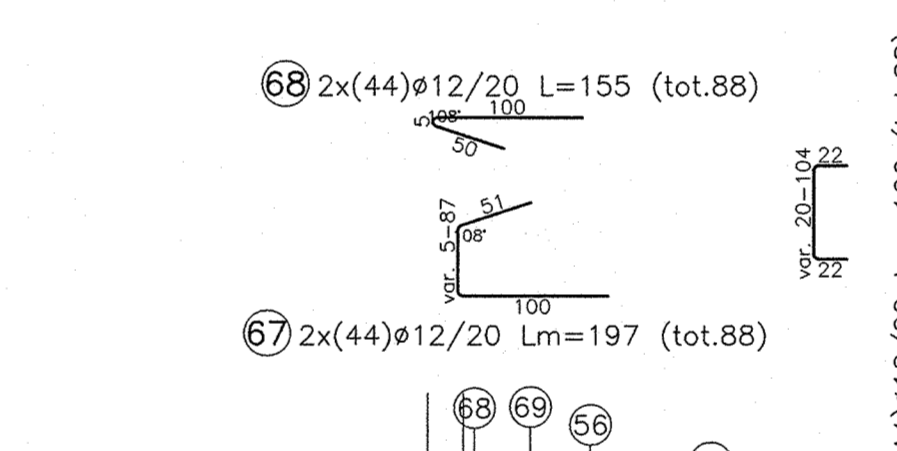 68 2x(44)ø12/20 L=155 (tot.88)
5 108° 100
50
var. 5-87 51
08°
100
67 2x(44)ø12/20 Lm=197 (tot.88)
var. 20-104 22
22
68 69 56